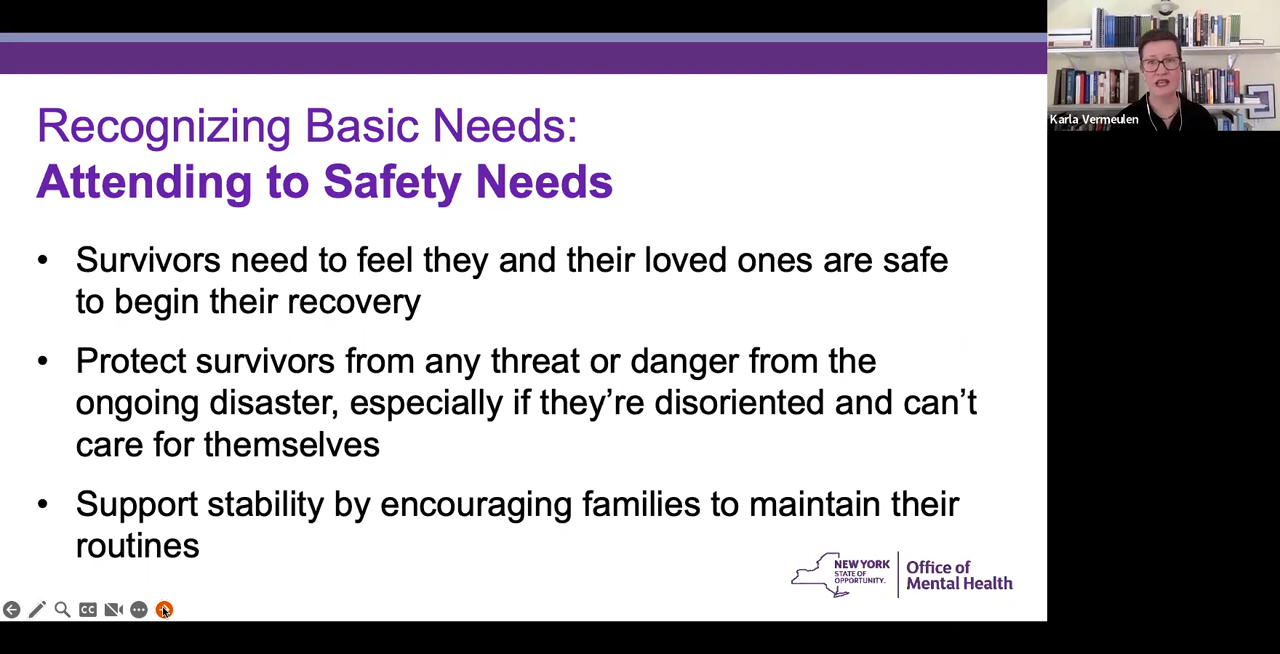 Recognizing Basic Needs:
Attending to Safety Needs
• Survivors need to feel they and their loved ones are safe
to begin their recovery
• Protect survivors from any threat or danger from the
ongoing disaster, especially if they’re disoriented and can’t
care for themselves
• Support stability by encouraging families to maintain their
routines
NEW YORK
STATE OF
OPPORTUNITY.
Office of
Mental Health
CC
Karla Vermeulen